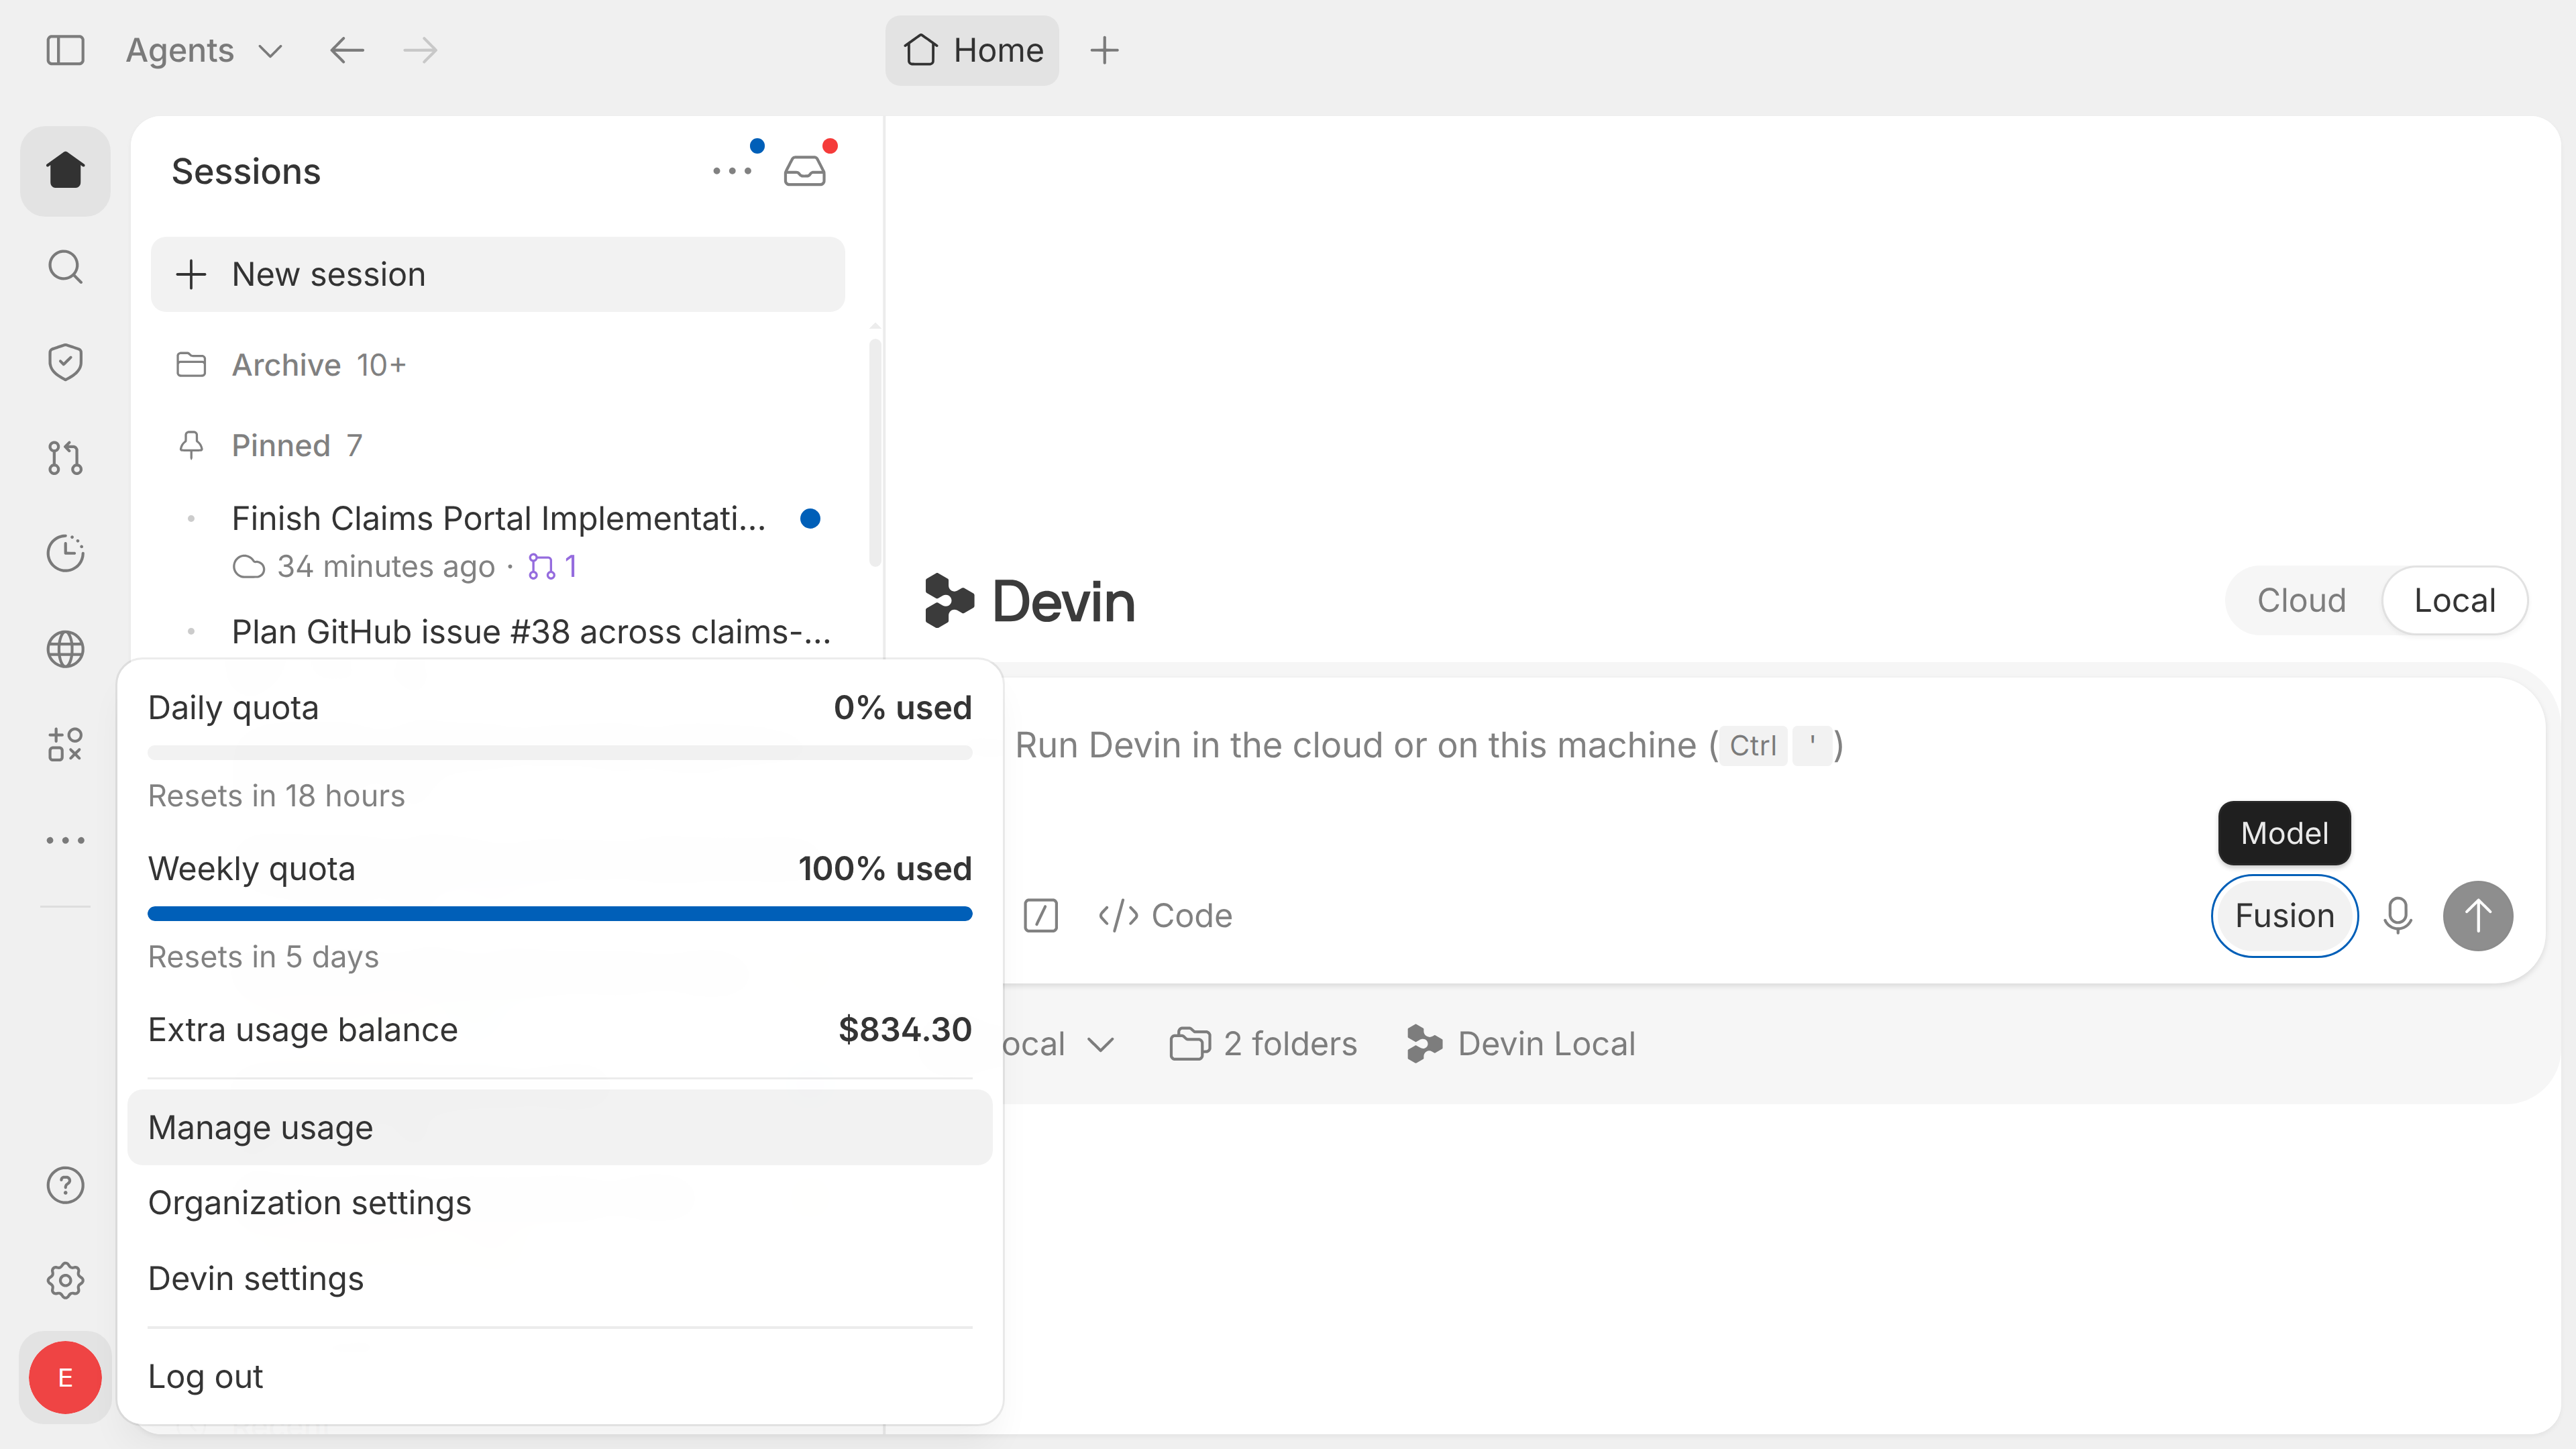 Agents
Home
Sessions
New session
Archive 10+
Pinned 7
Finish Claims Portal Implementati...
34 minutes ago · 1
Plan GitHub issue #38 across claims-...
Daily quota 0% used
Resets in 18 hours
Weekly quota 100% used
Resets in 5 days
Extra usage balance $834.30
Manage usage
Organization settings
Devin settings
Log out
E
Devin
Cloud Local
Run Devin in the cloud or on this machine (Ctrl ')
Model
Code
Fusion
ocal
2 folders
Devin Local